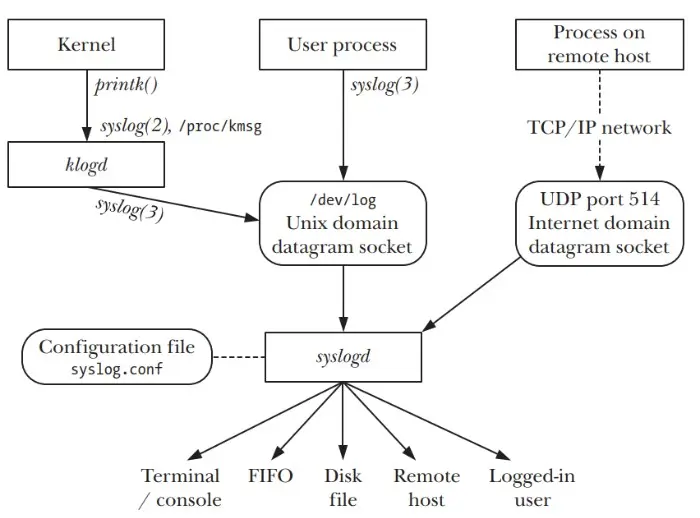 Kernel
User process
Process on
remote host
printk()
syslog(3)
syslog(2), /proc/kmsg
TCP/IP network
klogd
syslog(3)
/dev/log
Unix domain
datagram socket
UDP port 514
Internet domain
datagram socket
Configuration file
syslog.conf
syslogd
Terminal
/ console
FIFO
Disk
file
Remote
host
Logged-in
user